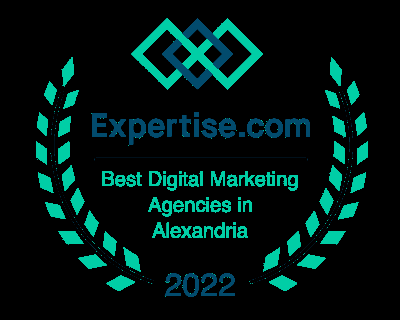 Expertise.com
Best Digital Marketing
Agencies in
Alexandria
2022